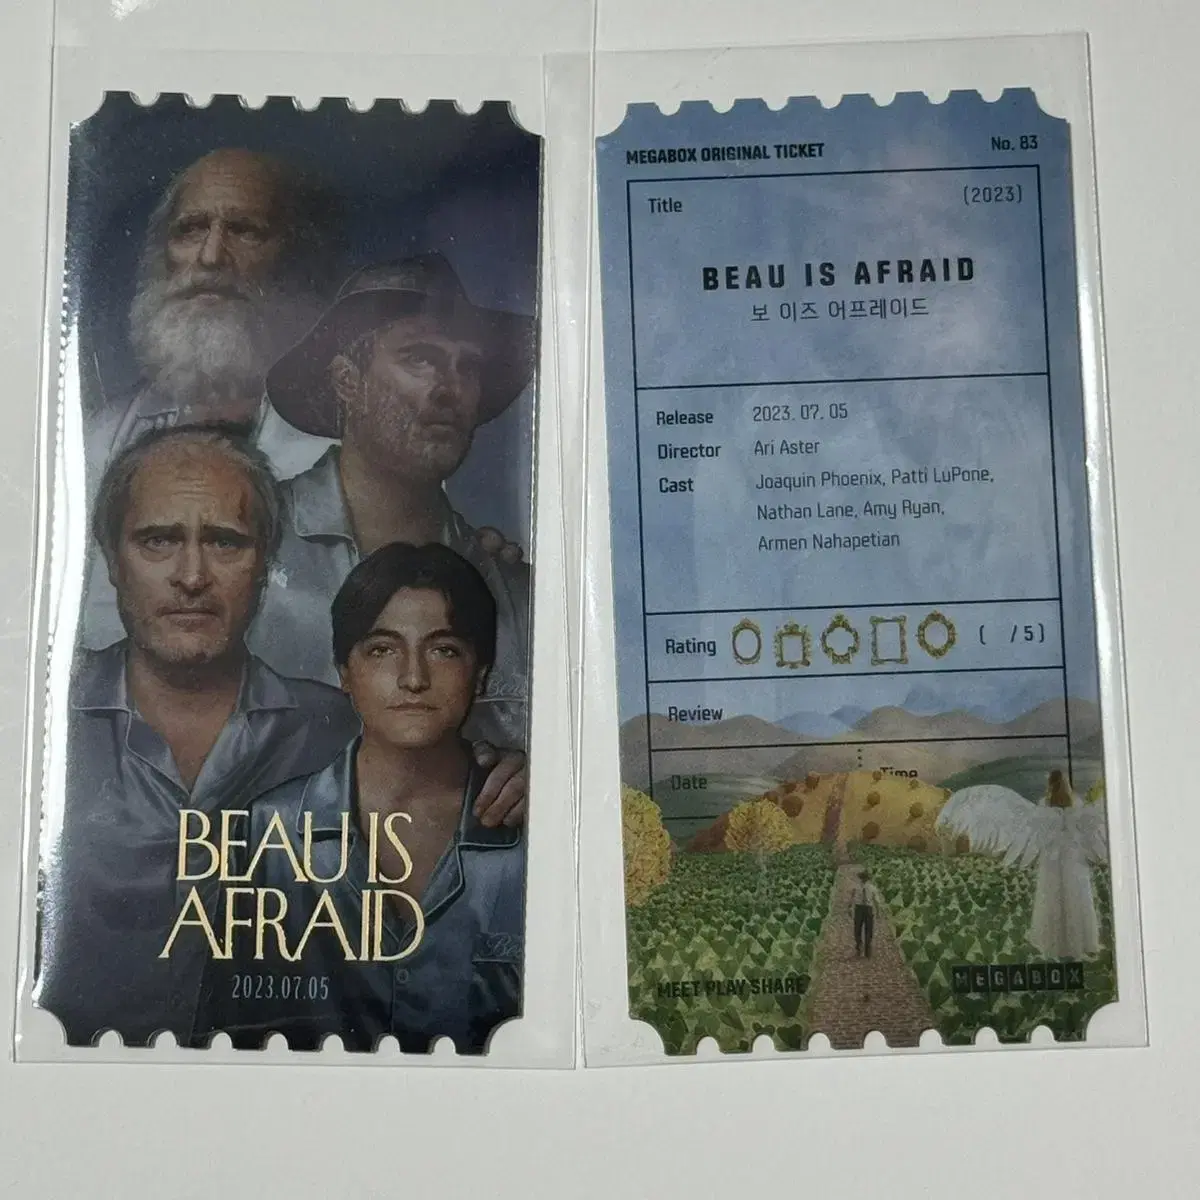 BEAU IS
AFRAID
2023.07.05
MEGABOX ORIGINAL TICKET
No. 83
Title
(2023)
BEAU IS AFRAID
보 이즈 어프레이드
Release 2023. 07. 05
Director Ari Aster
Cast Joaquin Phoenix, Patti LuPone,
Nathan Lane, Amy Ryan,
Armen Nahapetian
Rating ( /5)
Review
Date
Time
MEET PLAY SHARE
MEGABOX